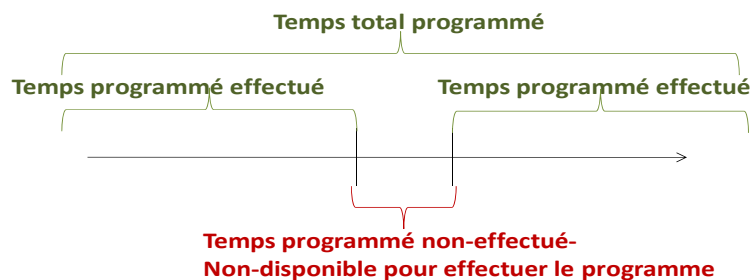 Temps total programmé
Temps programmé effectué
Temps programmé effectué
Temps programmé non-effectué-
Non-disponible pour effectuer le programme